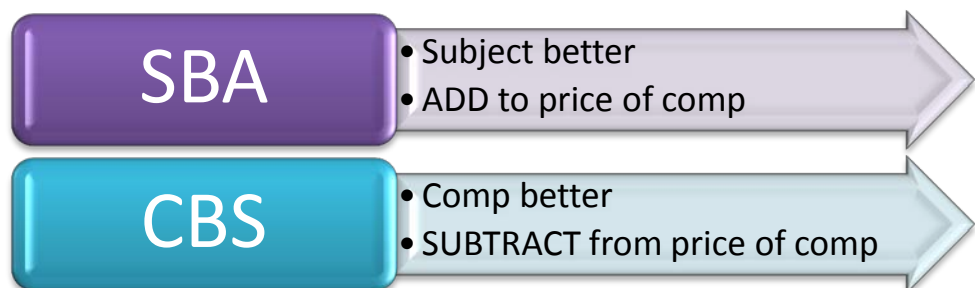 SBA
• Subject better
• ADD to price of comp
CBS
• Comp better
• SUBTRACT from price of comp